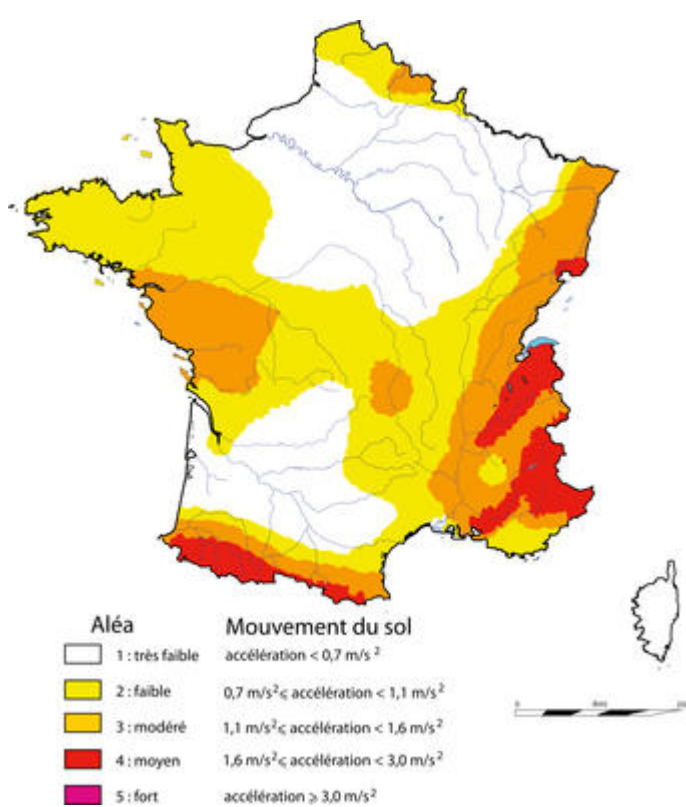 Aléa Mouvement du sol
1 : très faible accélération < 0,7 m/s²
2 : faible 0,7 m/s² ⩽ accélération < 1,1 m/s²
3 : modéré 1,1 m/s² ⩽ accélération < 1,6 m/s²
4 : moyen 1,6 m/s² ⩽ accélération < 3,0 m/s²
5 : fort accélération ⩾ 3,0 m/s²